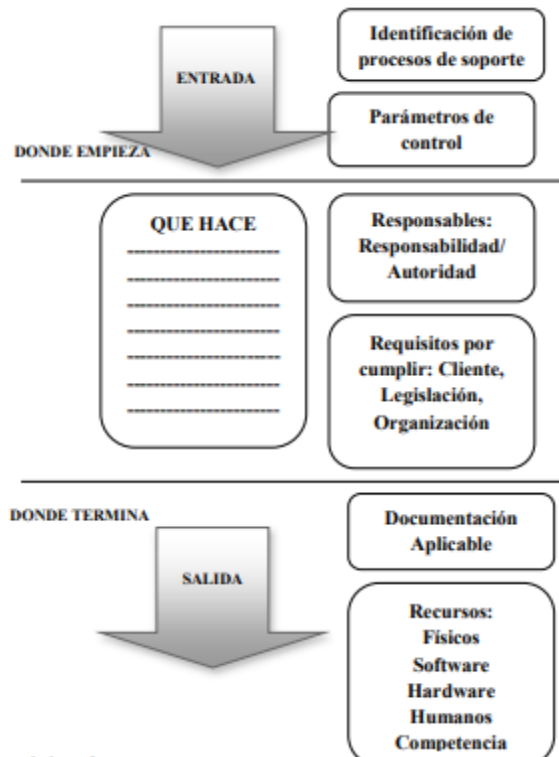 Identificación de
procesos de soporte
ENTRADA
Parámetros de
control
DONDE EMPIEZA
QUE HACE
Responsables:
Responsabilidad/
Autoridad
Requisitos por
cumplir: Cliente,
Legislación,
Organización
DONDE TERMINA
Documentación
Aplicable
SALIDA
Recursos:
Físicos
Software
Hardware
Humanos
Competencia